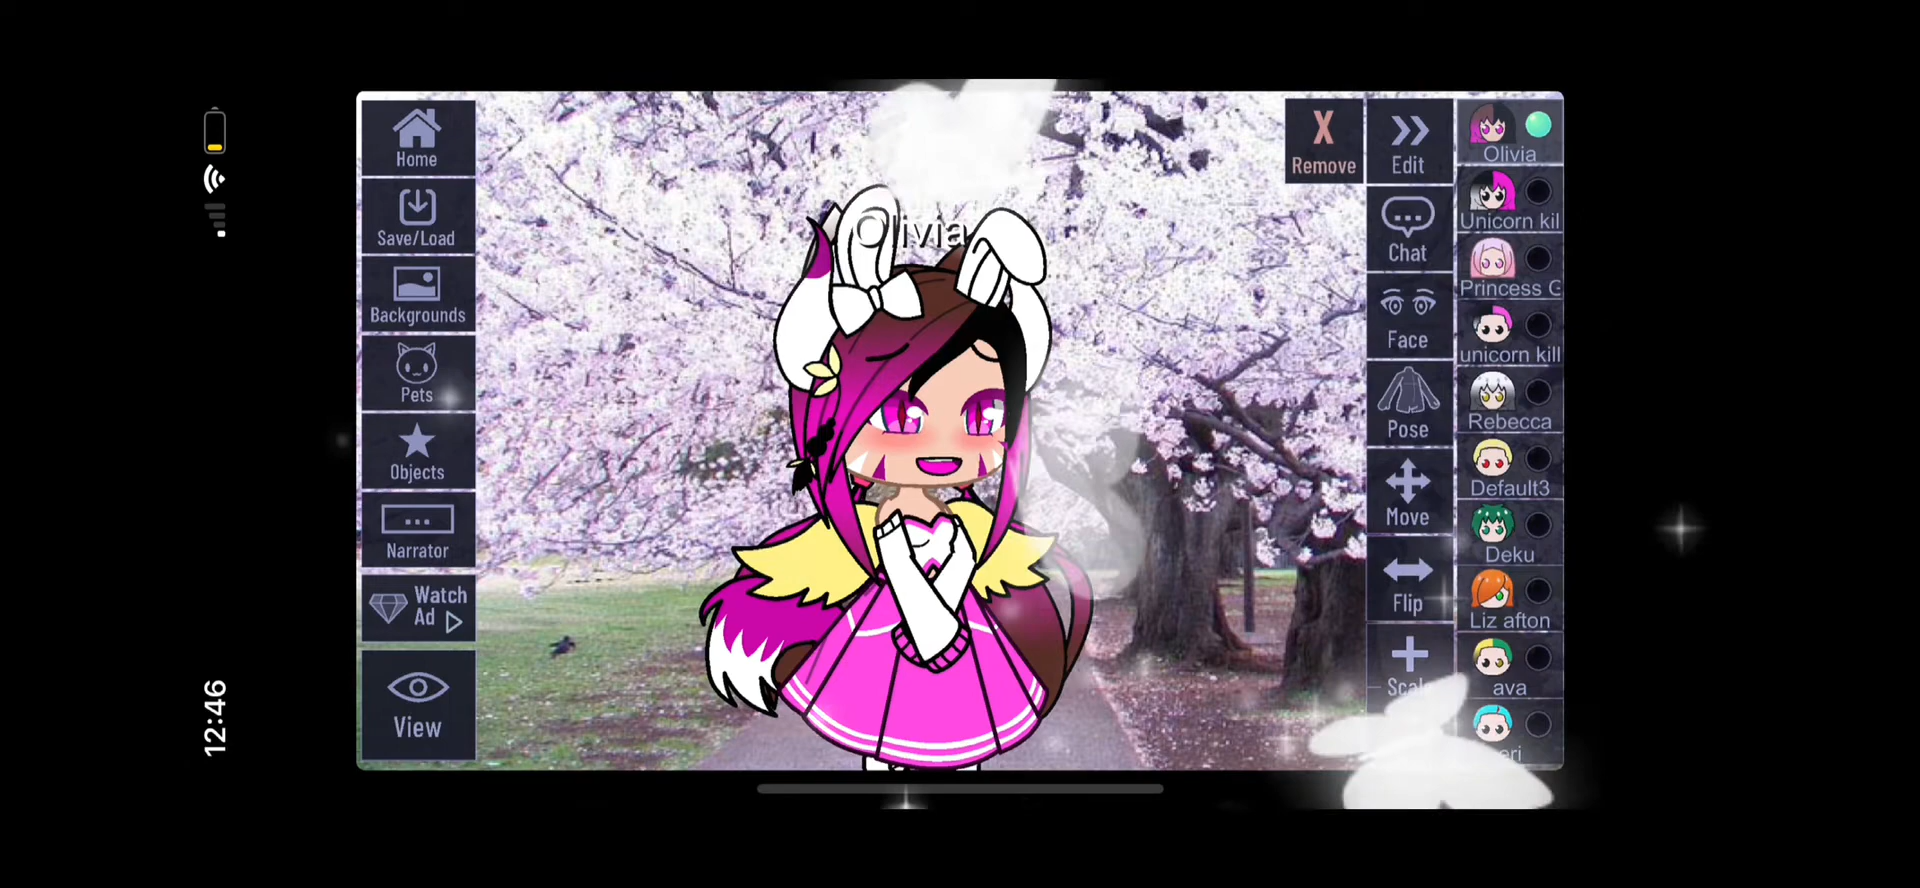 12:46
Home
Save/Load
Backgrounds
Pets
Objects
Narrator
Watch
Ad
View
Olivia
X
Remove
Edit
Chat
Face
Pose
Move
Flip
Olivia
Unicorn kil
Princess G
unicorn kill
Rebecca
Default3
Deku
Liz afton
ava